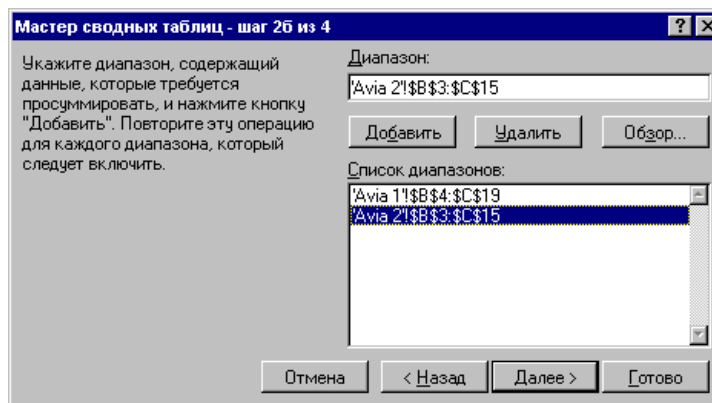 Мастер сводных таблиц - шаг 2б из 4
Укажите диапазон, содержащий
данные, которые требуется
просуммировать, и нажмите кнопку
"Добавить". Повторите эту операцию
для каждого диапазона, который
следует включить.
Диапазон:
'Avia 2'!$B$3:$C$15
Добавить
Удалить
Обзор...
Список диапазонов:
'Avia 1'!$B$4:$C$19
'Avia 2'!$B$3:$C$15
Отмена
< Назад
Далее >
Готово